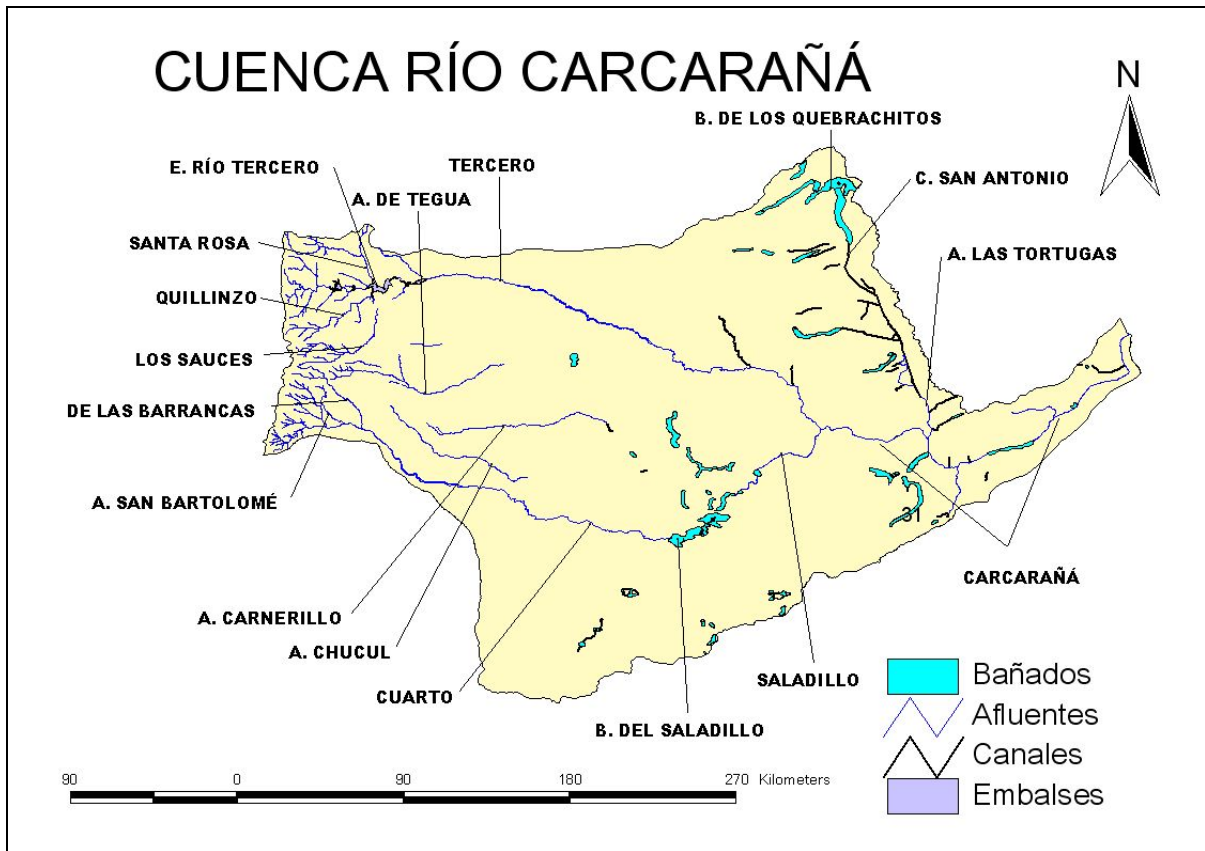 CUENCA RÍO CARCARAÑÁ
N
B. DE LOS QUEBRACHITOS
E. RÍO TERCERO
TERCERO
C. SAN ANTONIO
A. DE TEGUA
SANTA ROSA
A. LAS TORTUGAS
QUILLINZO
LOS SAUCES
DE LAS BARRANCAS
A. SAN BARTOLOMÉ
31
CARCARAÑÁ
A. CARNERILLO
A. CHUCUL
CUARTO
SALADILLO
B. DEL SALADILLO
Bañados
Afluentes
Canales
Embalses
90 0 90 180 270 Kilometers